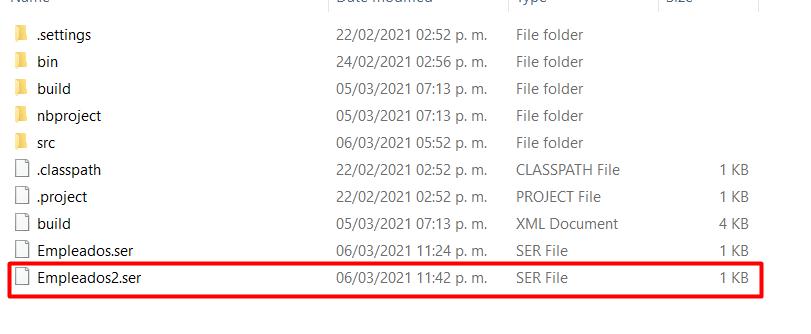 Name Date modified Type Size
.settings 22/02/2021 02:52 p. m. File folder
bin 24/02/2021 02:56 p. m. File folder
build 05/03/2021 07:13 p. m. File folder
nbproject 05/03/2021 07:13 p. m. File folder
src 06/03/2021 05:52 p. m. File folder
.classpath 22/02/2021 02:52 p. m. CLASSPATH File 1 KB
.project 22/02/2021 02:52 p. m. PROJECT File 1 KB
build 05/03/2021 07:13 p. m. XML Document 4 KB
Empleados.ser 06/03/2021 11:24 p. m. SER File 1 KB
Empleados2.ser 06/03/2021 11:42 p. m. SER File 1 KB